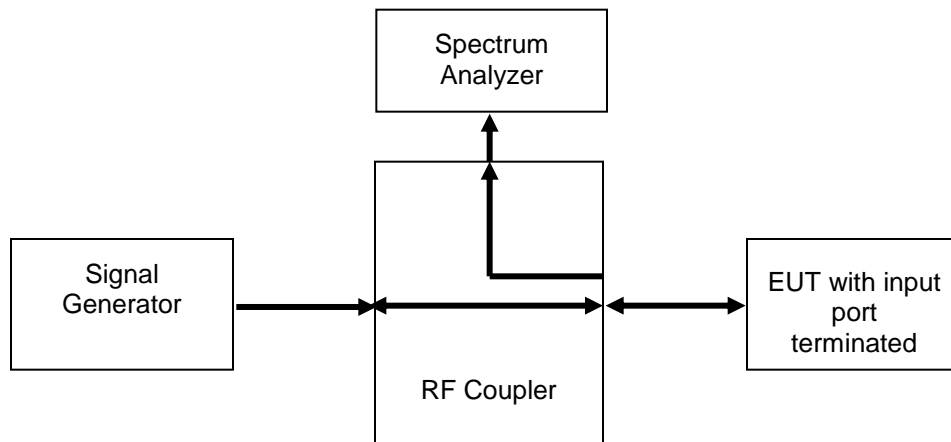 Spectrum
Analyzer
Signal
Generator
EUT with input
port
terminated
RF Coupler